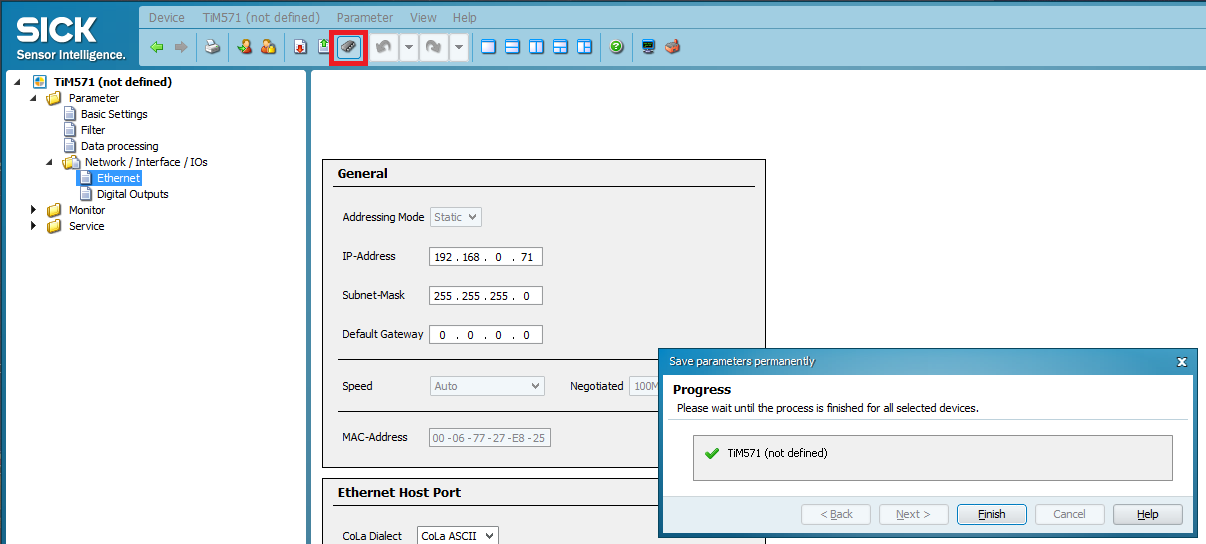 SICK
Sensor Intelligence.
Device TiM571 (not defined) Parameter View Help
TiM571 (not defined)
Parameter
Basic Settings
Filter
Data processing
Network / Interface / IOs
Ethernet
Digital Outputs
Monitor
Service
General
Addressing Mode Static
IP-Address 192 . 168 . 0 . 71
Subnet-Mask 255 . 255 . 255 . 0
Default Gateway 0 . 0 . 0 . 0
Speed Auto Negotiated 100M
MAC-Address 00 - 06 - 77 - 27 - E8 - 25
Ethernet Host Port
CoLa Dialect CoLa ASCII
Save parameters permanently
Progress
Please wait until the process is finished for all selected devices.
TiM571 (not defined)
< Back Next > Finish Cancel Help